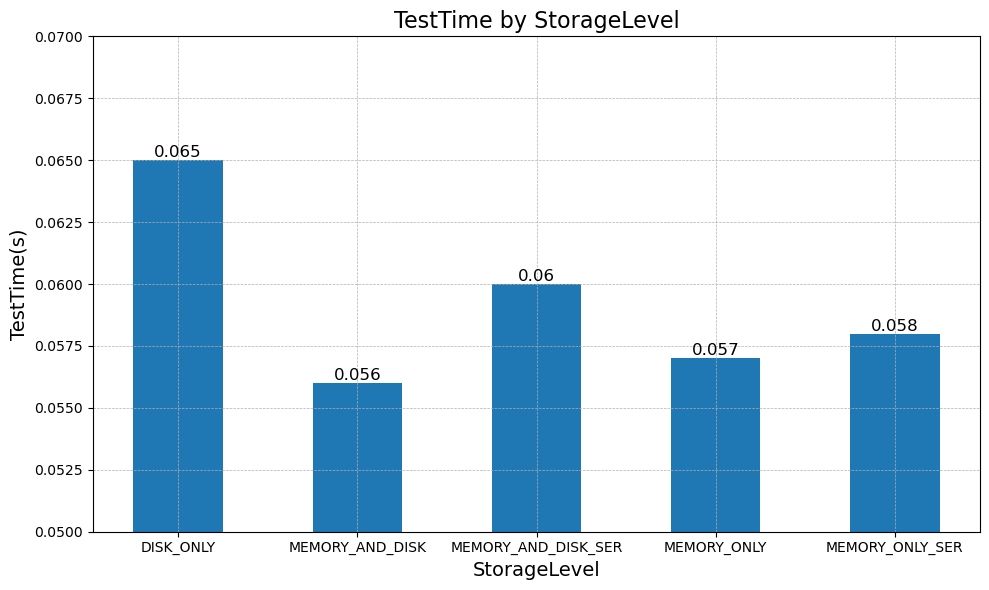 TestTime by StorageLevel
0.0700
0.0675
0.0650
0.0625
0.0600
0.0575
0.0550
0.0525
0.0500
TestTime(s)
0.065
0.056
0.06
0.057
0.058
DISK_ONLY
MEMORY_AND_DISK
MEMORY_AND_DISK_SER
MEMORY_ONLY
MEMORY_ONLY_SER
StorageLevel